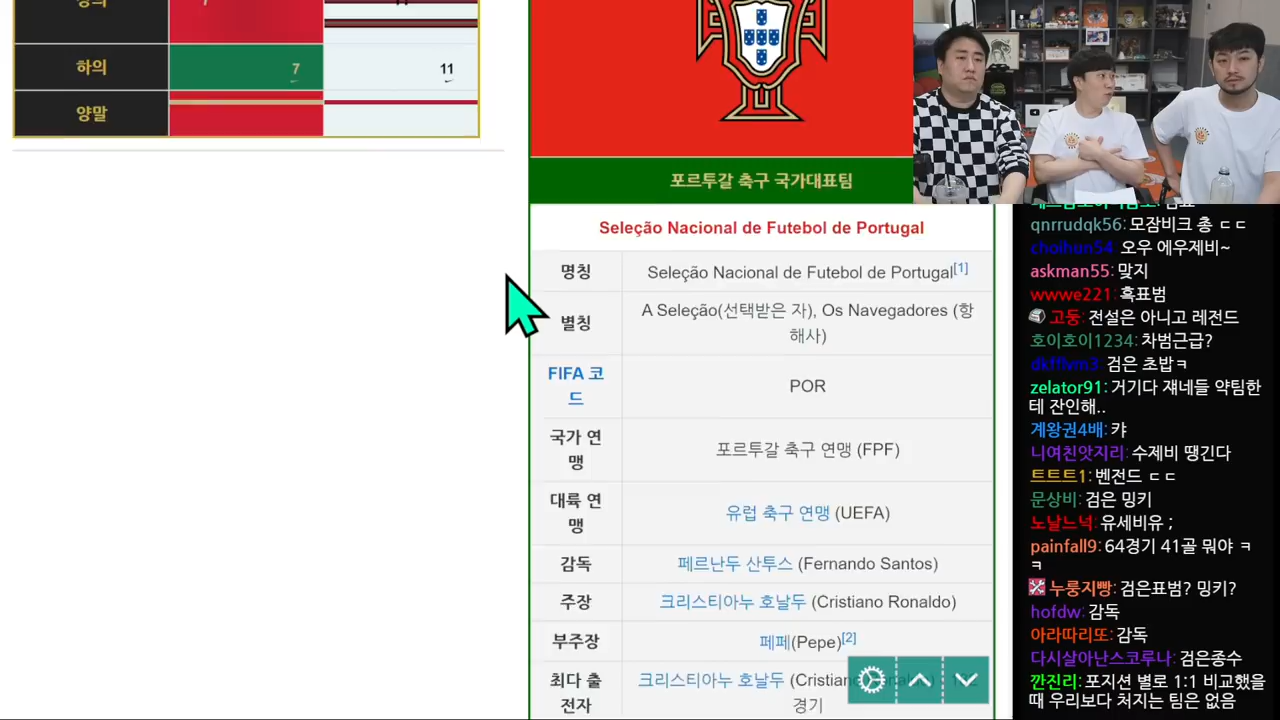 하의
7
11
양말
포르투갈 축구 국가대표팀
Seleção Nacional de Futebol de Portugal
명칭
Seleção Nacional de Futebol de Portugal[1]
별칭
A Seleção(선택받은 자), Os Navegadores (항
해사)
FIFA 코
드
POR
국가 연
맹
포르투갈 축구 연맹 (FPF)
대륙 연
맹
유럽 축구 연맹 (UEFA)
감독
페르난두 산투스 (Fernando Santos)
주장
크리스티아누 호날두 (Cristiano Ronaldo)
부주장
페페(Pepe)[2]
최다 출
전자
크리스티아누 호날두
경기
qnrrudqk56: 모잠비크 총 ㄷㄷ
choihun54: 오우 에우제비~
askman55: 맞지
wwwe221: 흑표범
고둥: 전설은 아니고 레전드
호이호이1234: 차범근급?
dkfflvm3: 검은 초밥ㅋ
zelator91: 거기다 쟤네들 약팀한
테 잔인해..
계왕권4배: 캬
니여친앗지리: 수제비 땡긴다
트트트1: 벤전드 ㄷㄷ
문상비: 검은 밍키
노날느넉: 유세비유 ;
painfall9: 64경기 41골 뭐야 ㅋ
ㅋ
누룽지빵: 검은표범? 밍키?
hofdw: 감독
아라따리또: 감독
다시살아난스코루나: 검은종수
깐진리: 포지션 별로 1:1 비교했을
때 우리보다 처지는 팀은 없음